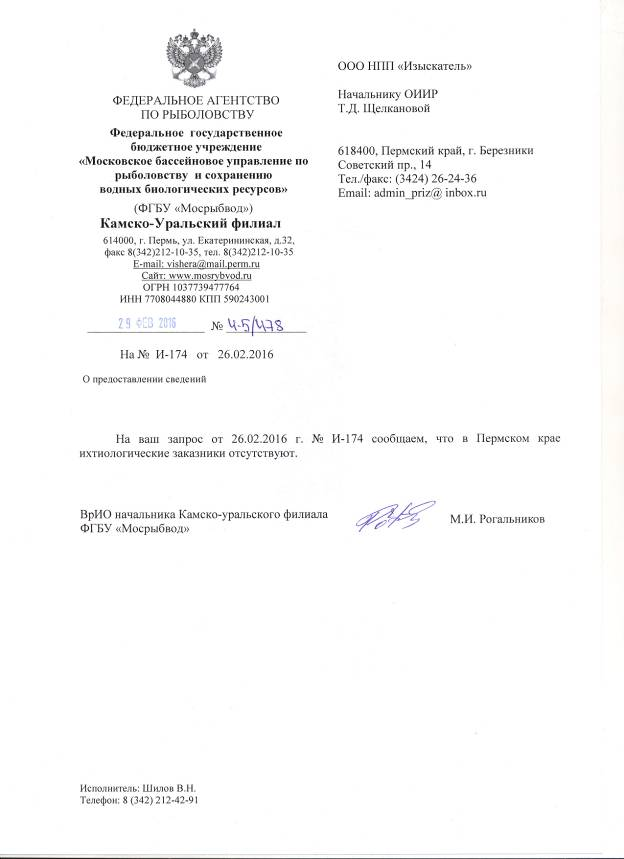 ФЕДЕРАЛЬНОЕ АГЕНТСТВО
ПО РЫБОЛОВСТВУ
Федеральное государственное
бюджетное учреждение
«Московское бассейновое управление по
рыболовству и сохранению
водных биологических ресурсов»
(ФГБУ «Мосрыбвод»)
Камско-Уральский филиал
614000, г. Пермь, ул. Екатерининская, д.32,
факс 8(342)212-10-35, тел. 8(342)212-10-35
E-mail: vishera@mail.perm.ru
Сайт: www.mosrybvod.ru
ОГРН 1037739477764
ИНН 7708044880 КПП 590243001
29 ФЕВ 2016 № 4-5/478
На № И-174 от 26.02.2016
О предоставлении сведений
ООО НПП «Изыскатель»
Начальнику ОИИР
Т.Д. Щелкановой
618400, Пермский край, г. Березники
Советский пр., 14
Тел./факс: (3424) 26-24-36
Email: admin_priz@ inbox.ru
На ваш запрос от 26.02.2016 г. № И-174 сообщаем, что в Пермском крае
ихтиологические заказники отсутствуют.
ВрИО начальника Камско-уральского филиала
ФГБУ «Мосрыбвод»
М.И. Рогальников
Исполнитель: Шилов В.Н.
Телефон: 8 (342) 212-42-91